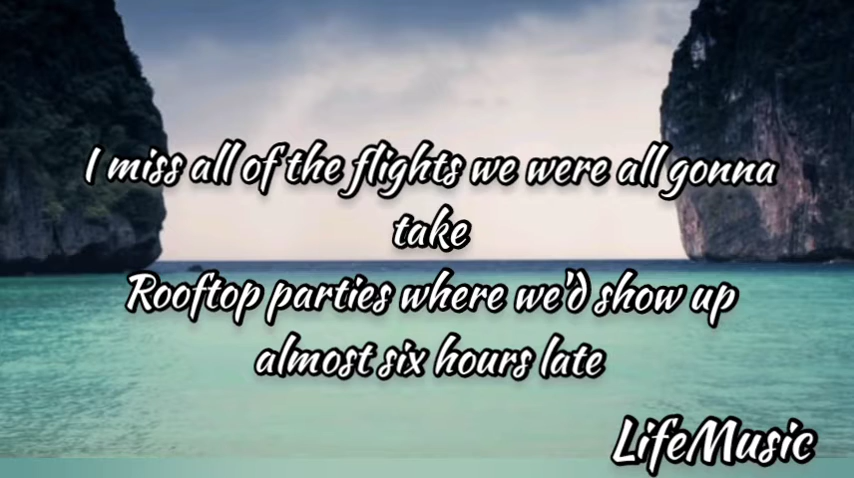 I miss all of the flights we were all gonna
take
Rooftop parties where we'd show up
almost six hours late
LifeMusic